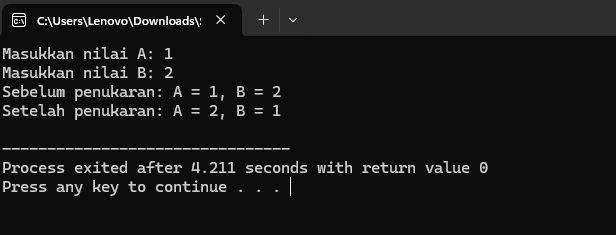 C:\Users\Lenovo\Downloads\
Masukkan nilai A: 1
Masukkan nilai B: 2
Sebelum penukaran: A = 1, B = 2
Setelah penukaran: A = 2, B = 1
--------------------------------
Process exited after 4.211 seconds with return value 0
Press any key to continue . . .